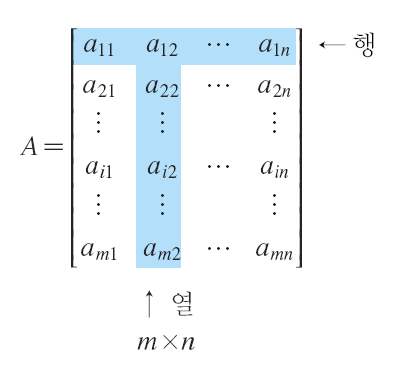 a₁₁ a₁₂ ⋯ a₁ₙ ← 행
a₂₁ a₂₂ ⋯ a₂ₙ
⋮ ⋮ ⋮
A = aᵢ₁ aᵢ₂ ⋯ aᵢₙ
⋮ ⋮ ⋮
aₘ₁ aₘ₂ ⋯ aₘₙ
↑ 열
m×n